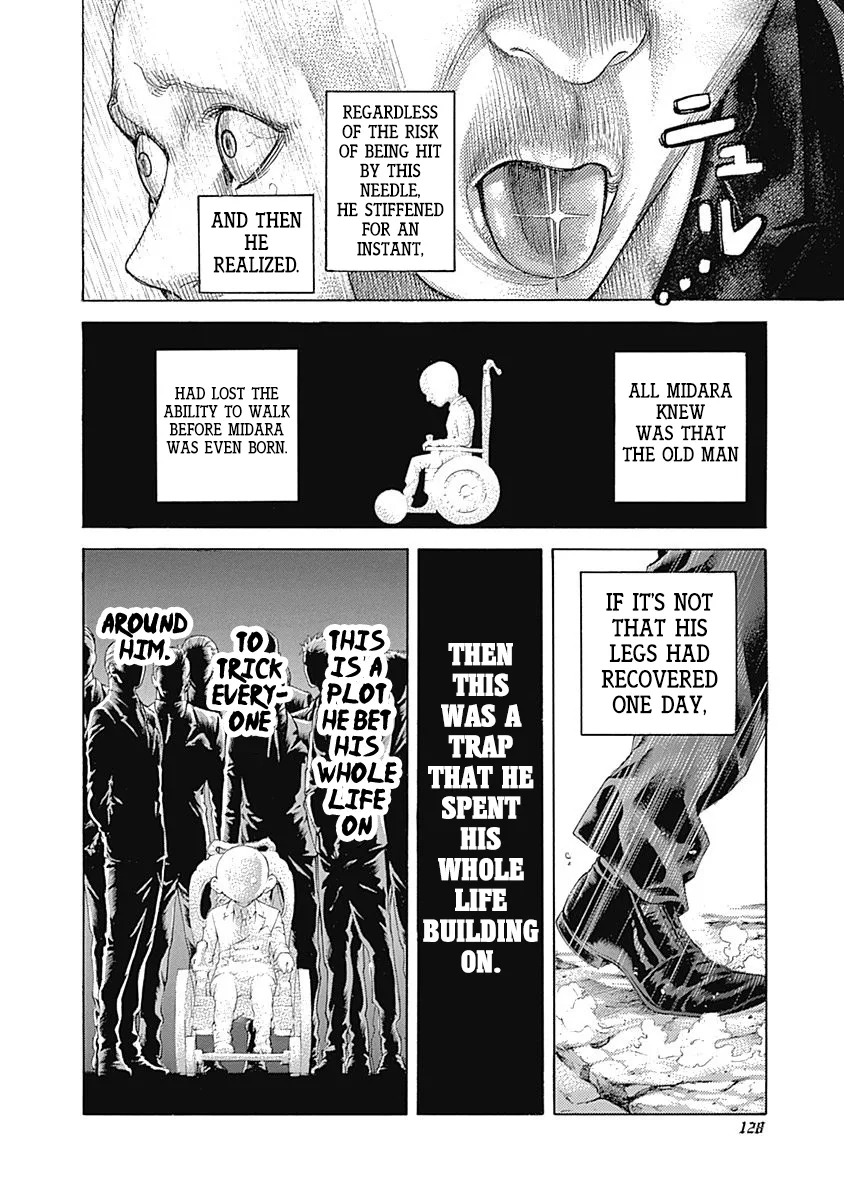 REGARDLESS
OF THE RISK
OF BEING HIT
BY THIS
NEEDLE,
HE STIFFENED
FOR AN
INSTANT,
AND THEN
HE
REALIZED.
ニュルッ
ALL MIDARA
KNEW
WAS THAT
THE OLD MAN
HAD LOST THE
ABILITY TO WALK
BEFORE MIDARA
WAS EVEN BORN.
IF IT'S NOT
THAT HIS
LEGS HAD
RECOVERED
ONE DAY,
THEN
THIS
WAS A
TRAP
THAT HE
SPENT
HIS
WHOLE
LIFE
BUILDING
ON.
THIS
IS A
PLOT
HE BET
HIS
WHOLE
LIFE
ON
TO
TRICK
EVERY-
ONE
AROUND
HIM.
128